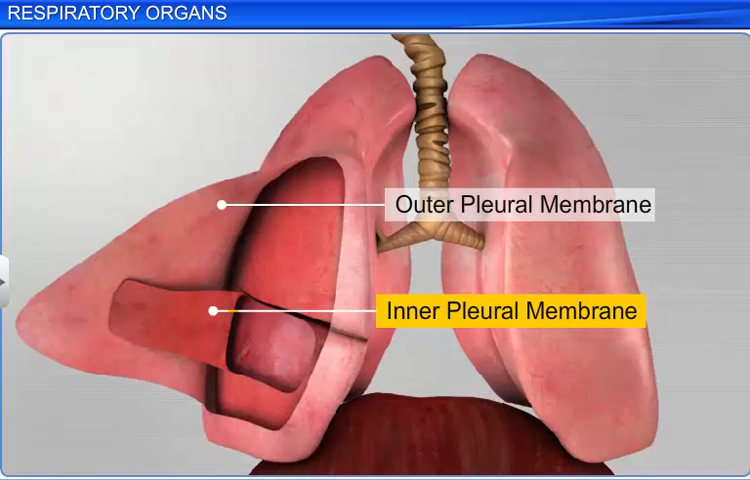 RESPIRATORY ORGANS
Outer Pleural Membrane
Inner Pleural Membrane